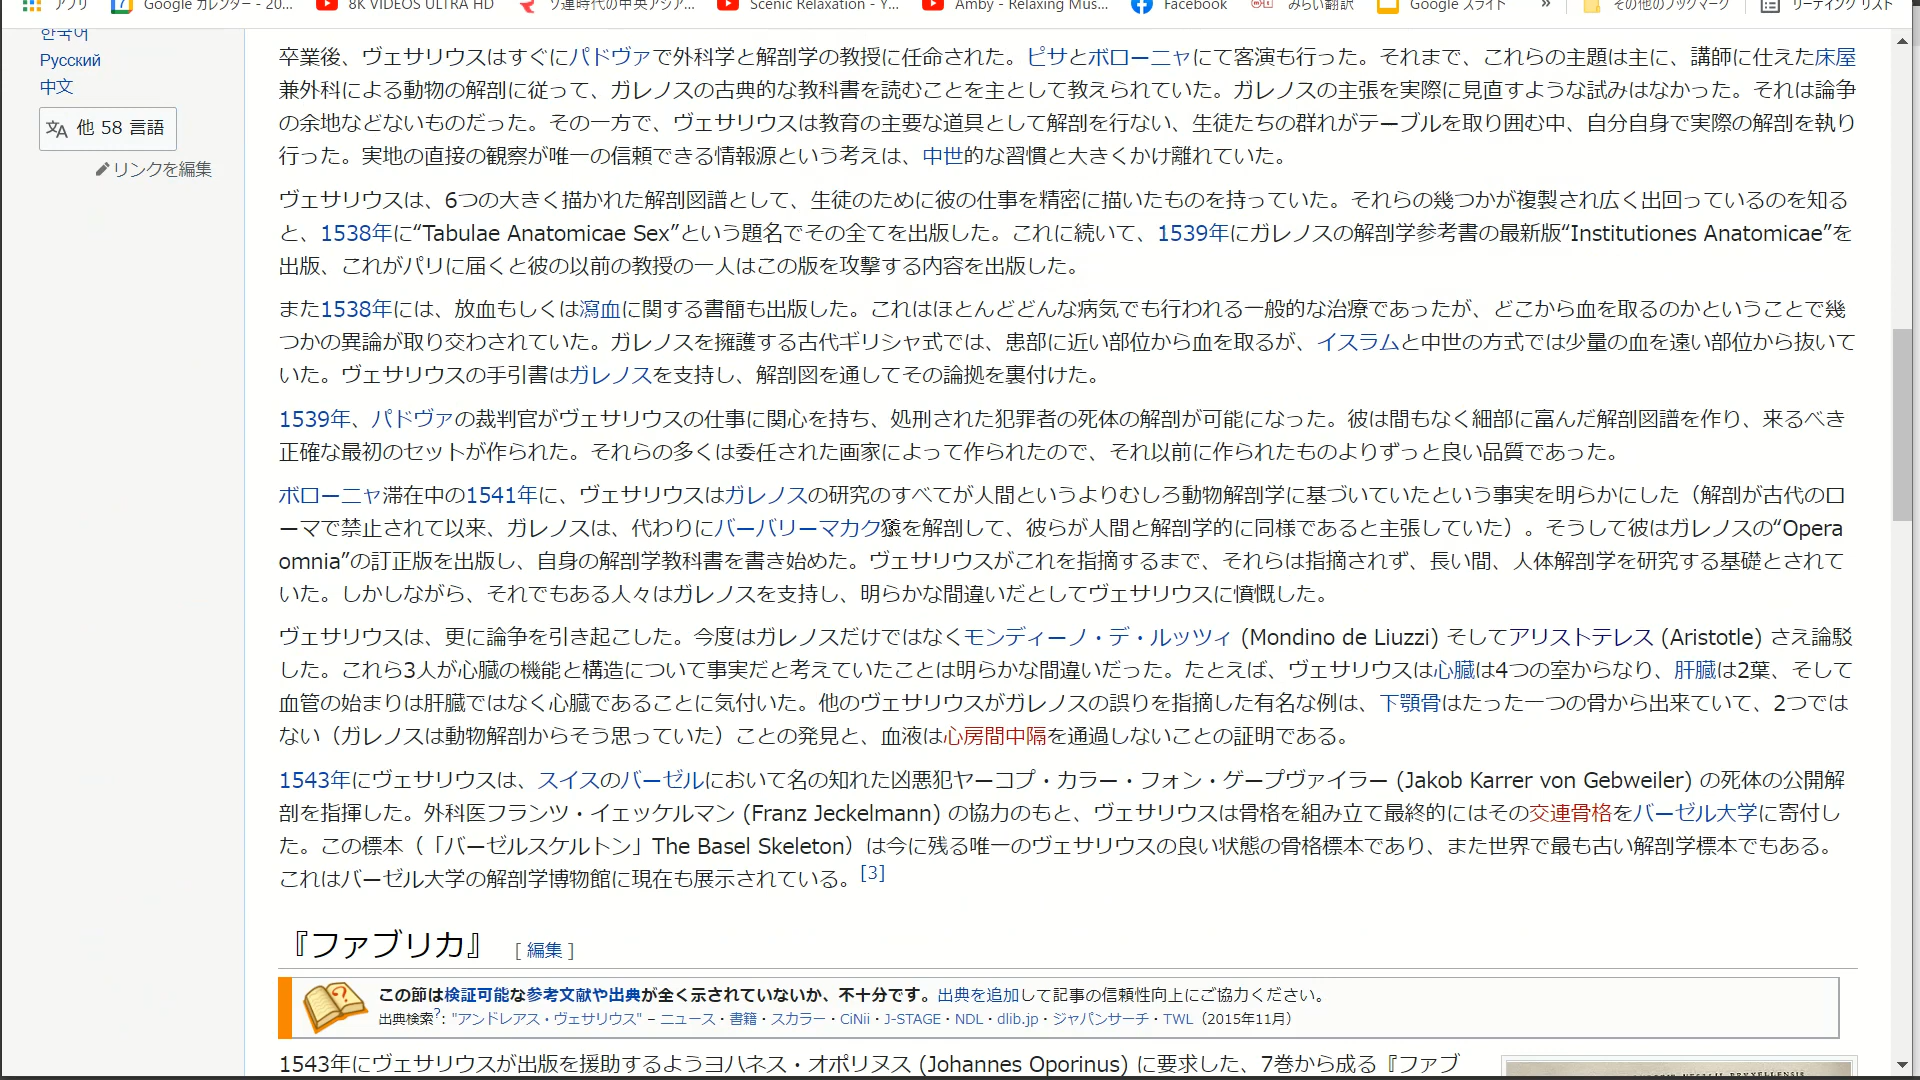 アプリ
Google カレンダー - 20...
8K VIDEOS ULTRA HD
ソ連時代の中央アジア...
Scenic Relaxation - Y...
Amby - Relaxing Mus...
Facebook
みらい翻訳
Google スライド
»
その他のブックマーク
リーディング リスト
한국어
Русский
中文
他 58 言語
リンクを編集
卒業後、ヴェサリウスはすぐにパドヴァで外科学と解剖学の教授に任命された。ピサとボローニャにて客演も行った。それまで、これらの主題は主に、講師に仕えた床屋
兼外科による動物の解剖に従って、ガレノスの古典的な教科書を読むことを主として教えられていた。ガレノスの主張を実際に見直すような試みはなかった。それは論争
の余地などないものだった。その一方で、ヴェサリウスは教育の主要な道具として解剖を行ない、生徒たちの群れがテーブルを取り囲む中、自分自身で実際の解剖を執り
行った。実地の直接の観察が唯一の信頼できる情報源という考えは、中世的な習慣と大きくかけ離れていた。
ヴェサリウスは、6つの大きく描かれた解剖図譜として、生徒のために彼の仕事を精密に描いたものを持っていた。それらの幾つかが複製され広く出回っているのを知る
と、1538年に“Tabulae Anatomicae Sex”という題名でその全てを出版した。これに続いて、1539年にガレノスの解剖学参考書の最新版“Institutiones Anatomicae”を
出版、これがパリに届くと彼の以前の教授の一人はこの版を攻撃する内容を出版した。
また1538年には、放血もしくは瀉血に関する書簡も出版した。これはほとんどどんな病気でも行われる一般的な治療であったが、どこから血を取るのかということで幾
つかの異論が取り交わされていた。ガレノスを擁護する古代ギリシャ式では、患部に近い部位から血を取るが、イスラムと中世の方式では少量の血を遠い部位から抜いて
いた。ヴェサリウスの手引書はガレノスを支持し、解剖図を通してその論拠を裏付けた。
1539年、パドヴァの裁判官がヴェサリウスの仕事に関心を持ち、処刑された犯罪者の死体の解剖が可能になった。彼は間もなく細部に富んだ解剖図譜を作り、来るべき
正確な最初のセットが作られた。それらの多くは委任された画家によって作られたので、それ以前に作られたものよりずっと良い品質であった。
ボローニャ滞在中の1541年に、ヴェサリウスはガレノスの研究のすべてが人間というよりむしろ動物解剖学に基づいていたという事実を明らかにした（解剖が古代のロ
ーマで禁止されて以来、ガレノスは、代わりにバーバリーマカク猿を解剖して、彼らが人間と解剖学的に同様であると主張していた）。そうして彼はガレノスの“Opera
omnia”の訂正版を出版し、自身の解剖学教科書を書き始めた。ヴェサリウスがこれを指摘するまで、それらは指摘されず、長い間、人体解剖学を研究する基礎とされて
いた。しかしながら、それでもある人々はガレノスを支持し、明らかな間違いだとしてヴェサリウスに憤慨した。
ヴェサリウスは、更に論争を引き起こした。今度はガレノスだけではなくモンディーノ・デ・ルッツィ (Mondino de Liuzzi) そしてアリストテレス (Aristotle) さえ論駁
した。これら3人が心臓の機能と構造について事実だと考えていたことは明らかな間違いだった。たとえば、ヴェサリウスは心臓は4つの室からなり、肝臓は2葉、そして
血管の始まりは肝臓ではなく心臓であることに気付いた。他のヴェサリウスがガレノスの誤りを指摘した有名な例は、下顎骨はたった一つの骨から出来ていて、2つでは
ない（ガレノスは動物解剖からそう思っていた）ことの発見と、血液は心房間中隔を通過しないことの証明である。
1543年にヴェサリウスは、スイスのバーゼルにおいて名の知れた凶悪犯ヤーコプ・カラー・フォン・ゲープヴァイラー (Jakob Karrer von Gebweiler) の死体の公開解
剖を指揮した。外科医フランツ・イェッケルマン (Franz Jeckelmann) の協力のもと、ヴェサリウスは骨格を組み立て最終的にはその交連骨格をバーゼル大学に寄付し
た。この標本（「バーゼルスケルトン」The Basel Skeleton）は今に残る唯一のヴェサリウスの良い状態の骨格標本であり、また世界で最も古い解剖学標本でもある。
これはバーゼル大学の解剖学博物館に現在も展示されている。[3]
『ファブリカ』 [ 編集 ]
この節は検証可能な参考文献や出典が全く示されていないか、不十分です。出典を追加して記事の信頼性向上にご協力ください。
出典検索?: "アンドレアス・ヴェサリウス" – ニュース・書籍・スカラー・CiNii・J-STAGE・NDL・dlib.jp・ジャパンサーチ・TWL（2015年11月）
1543年にヴェサリウスが出版を援助するようヨハネス・オポリヌス (Johannes Oporinus) に要求した、7巻から成る『ファブ